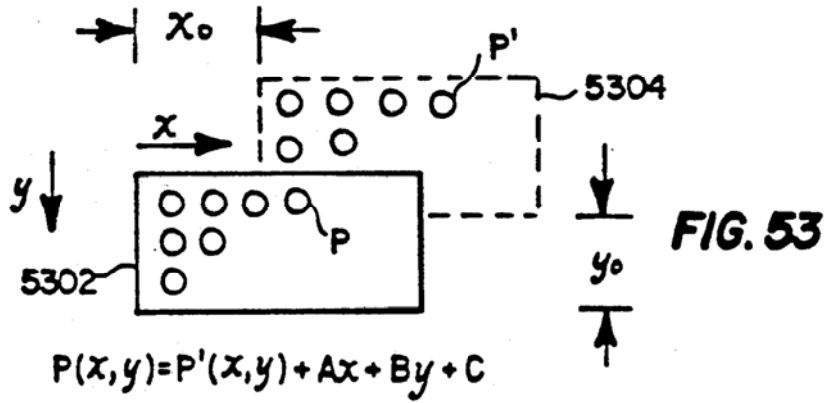 x₀
P'
5304
x
y
P
FIG. 53
y₀
5302
P(x,y)=P'(x,y)+Ax+By+C